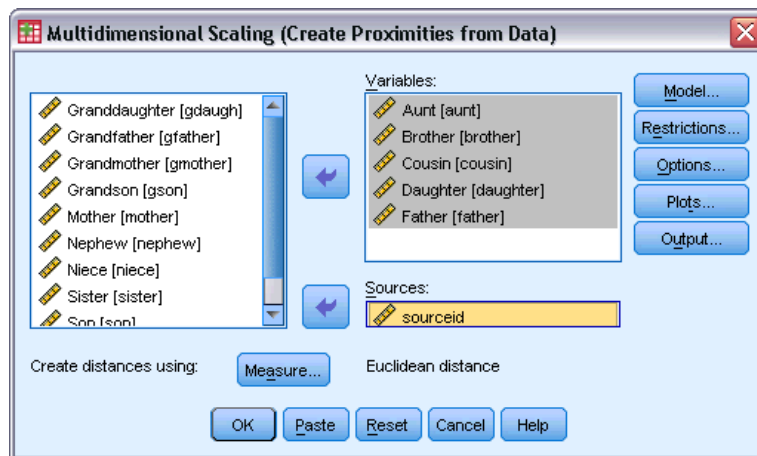 Multidimensional Scaling (Create Proximities from Data)
Variables:
Granddaughter [gdaugh]
Grandfather [gfather]
Grandmother [gmother]
Grandson [gson]
Mother [mother]
Nephew [nephew]
Niece [niece]
Sister [sister]
Son [son]
Aunt [aunt]
Brother [brother]
Cousin [cousin]
Daughter [daughter]
Father [father]
Model...
Restrictions...
Options...
Plots...
Output...
Sources:
sourceid
Create distances using:
Measure...
Euclidean distance
OK
Paste
Reset
Cancel
Help